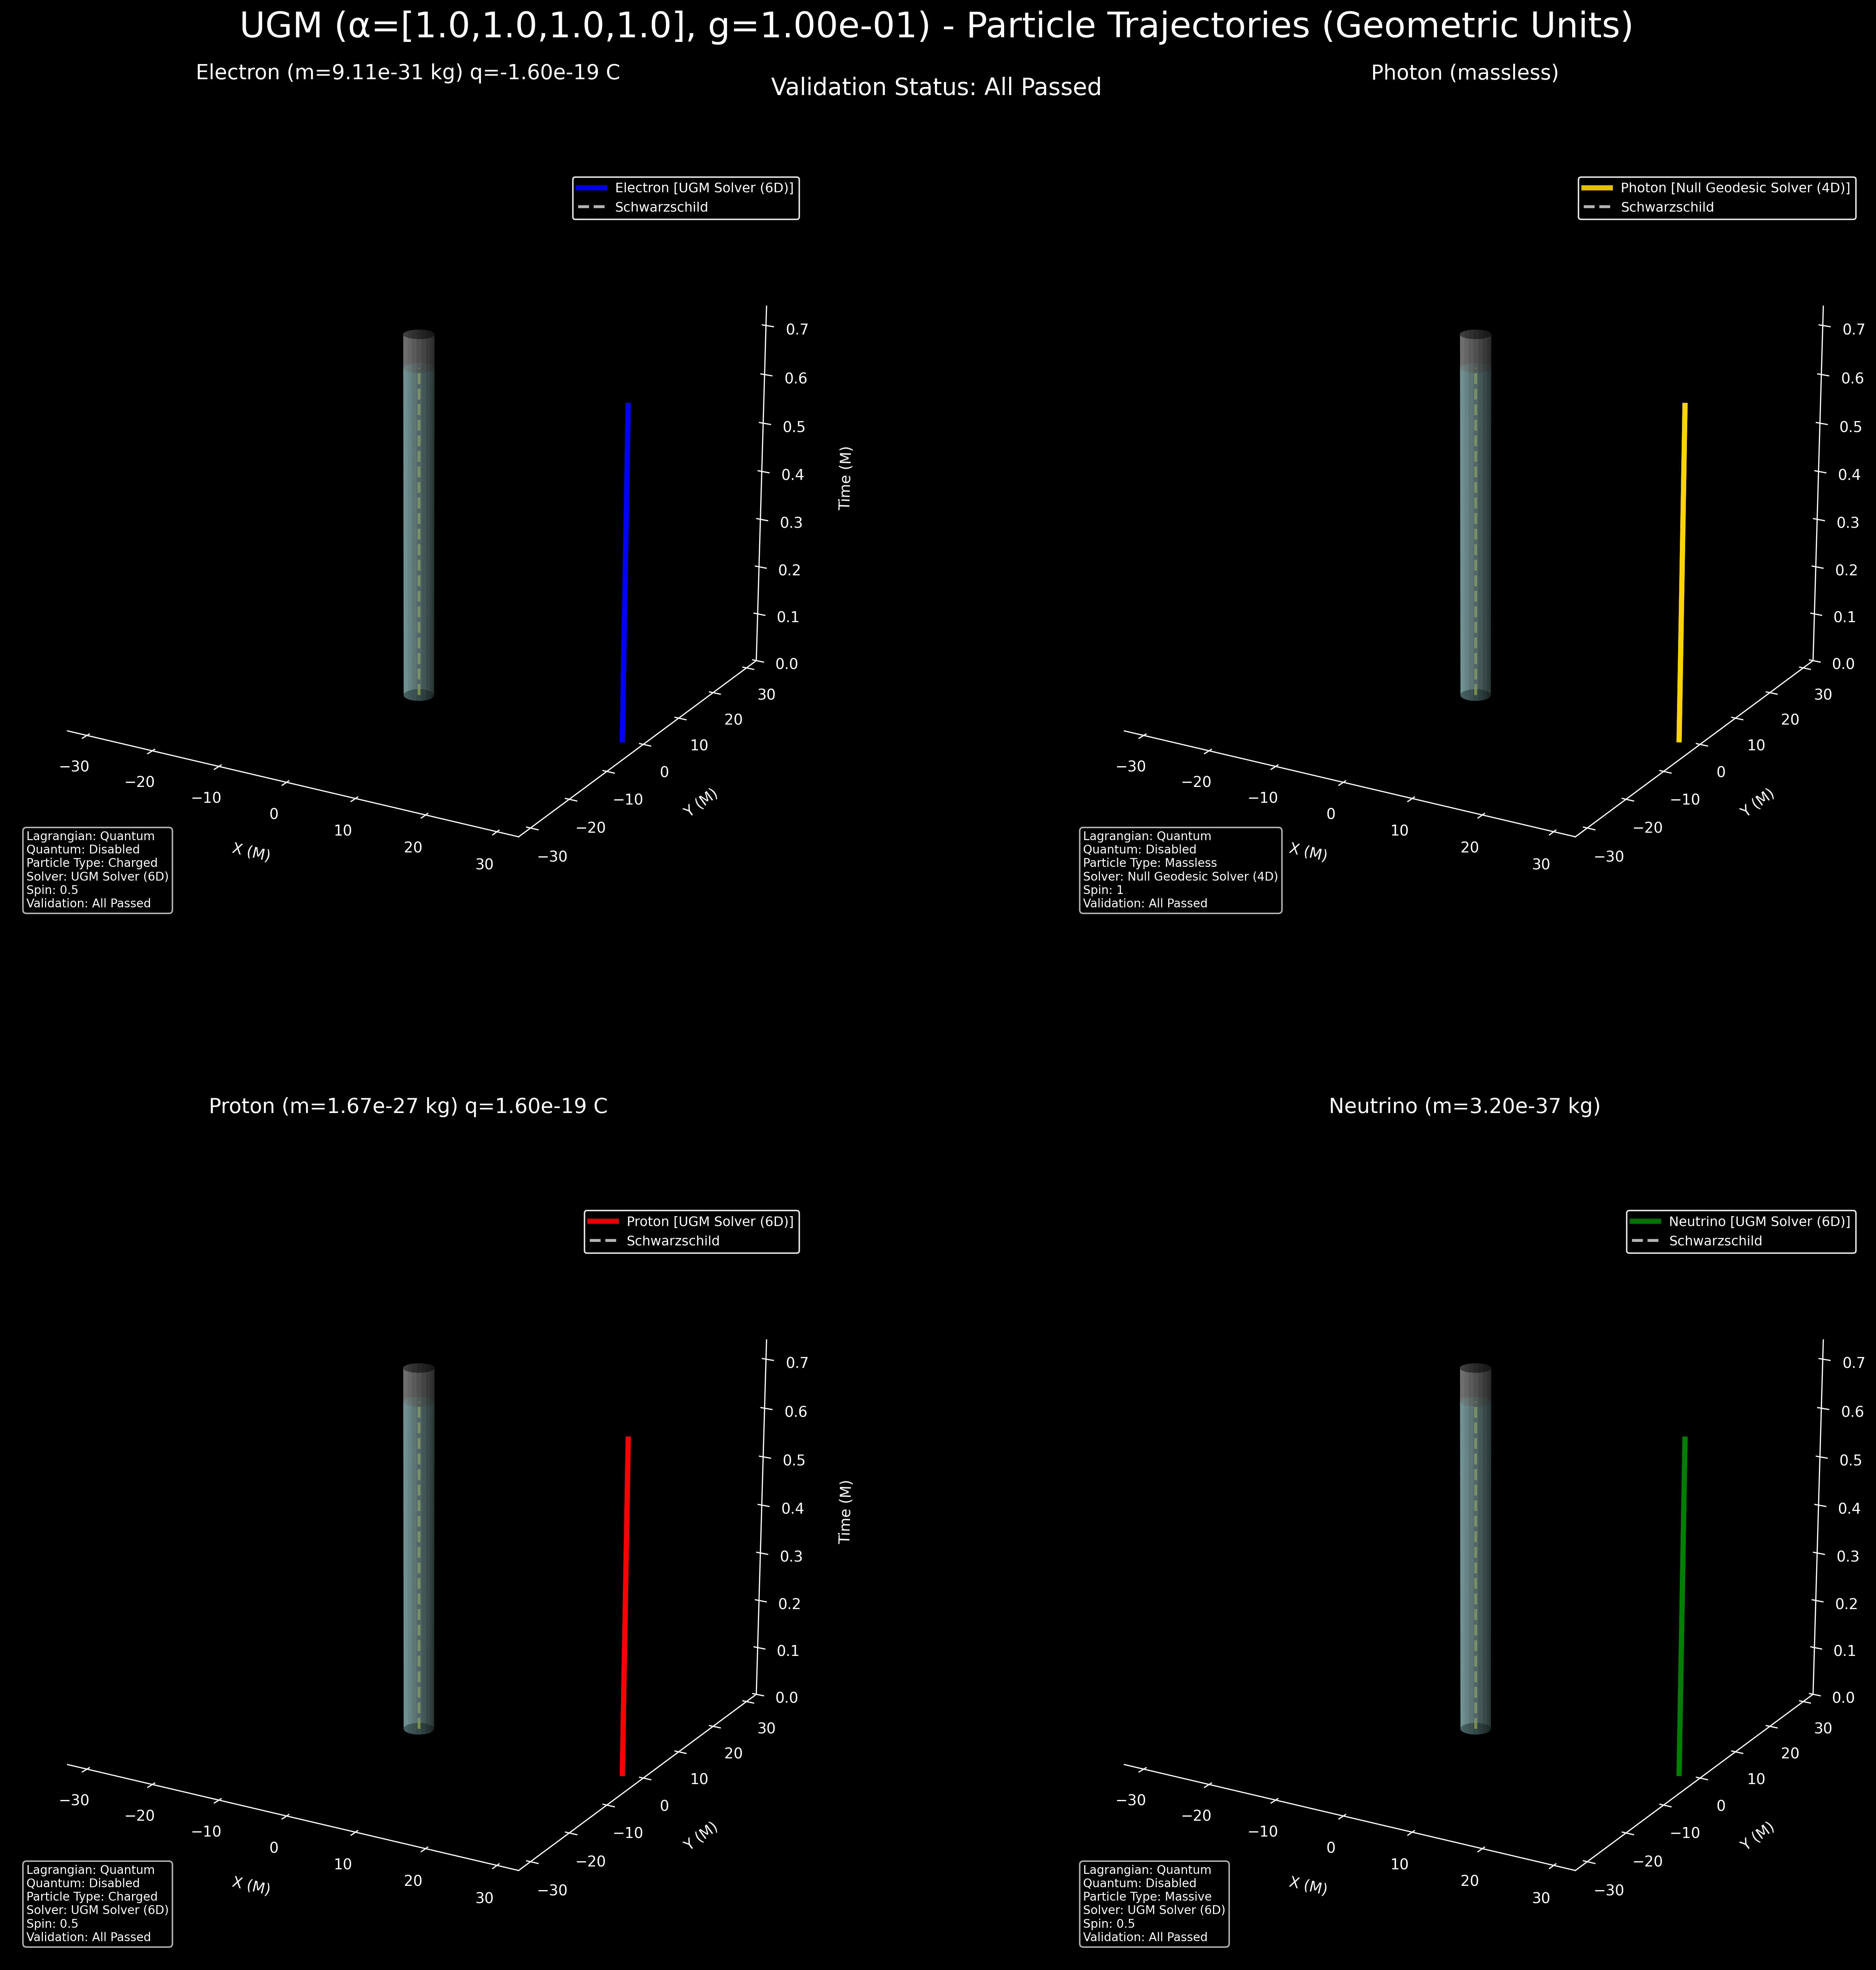 UGM (α=[1.0,1.0,1.0,1.0], g=1.00e-01) - Particle Trajectories (Geometric Units)
Validation Status: All Passed
Electron (m=9.11e-31 kg) q=-1.60e-19 C
Electron [UGM Solver (6D)]
Schwarzschild
0.7
0.6
0.5
0.4
0.3
0.2
0.1
0.0
Time (M)
30
20
10
0
−10
−20
−30
Y (M)
−30
−20
−10
0
10
20
30
X (M)
Lagrangian: Quantum
Quantum: Disabled
Particle Type: Charged
Solver: UGM Solver (6D)
Spin: 0.5
Validation: All Passed
Photon (massless)
Photon [Null Geodesic Solver (4D)]
Schwarzschild
0.7
0.6
0.5
0.4
0.3
0.2
0.1
0.0
30
20
10
0
−10
−20
−30
Y (M)
−30
−20
−10
0
10
20
30
X (M)
Lagrangian: Quantum
Quantum: Disabled
Particle Type: Massless
Solver: Null Geodesic Solver (4D)
Spin: 1
Validation: All Passed
Proton (m=1.67e-27 kg) q=1.60e-19 C
Proton [UGM Solver (6D)]
Schwarzschild
0.7
0.6
0.5
0.4
0.3
0.2
0.1
0.0
Time (M)
30
20
10
0
−10
−20
−30
Y (M)
−30
−20
−10
0
10
20
30
X (M)
Lagrangian: Quantum
Quantum: Disabled
Particle Type: Charged
Solver: UGM Solver (6D)
Spin: 0.5
Validation: All Passed
Neutrino (m=3.20e-37 kg)
Neutrino [UGM Solver (6D)]
Schwarzschild
0.7
0.6
0.5
0.4
0.3
0.2
0.1
0.0
30
20
10
0
−10
−20
−30
Y (M)
−30
−20
−10
0
10
20
30
X (M)
Lagrangian: Quantum
Quantum: Disabled
Particle Type: Massive
Solver: UGM Solver (6D)
Spin: 0.5
Validation: All Passed